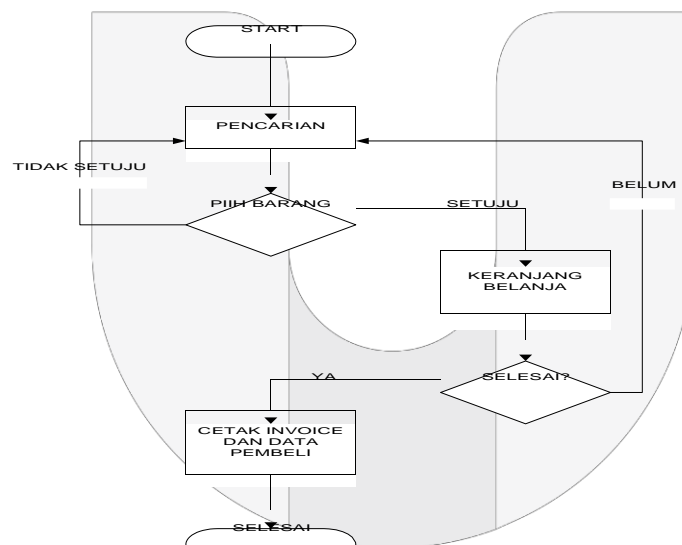 START
PENCARIAN
TIDAK SETUJU
BELUM
PIIH BARANG
SETUJU
KERANJANG
BELANJA
YA
SELESAI?
CETAK INVOICE
DAN DATA
PEMBELI
SELESAI